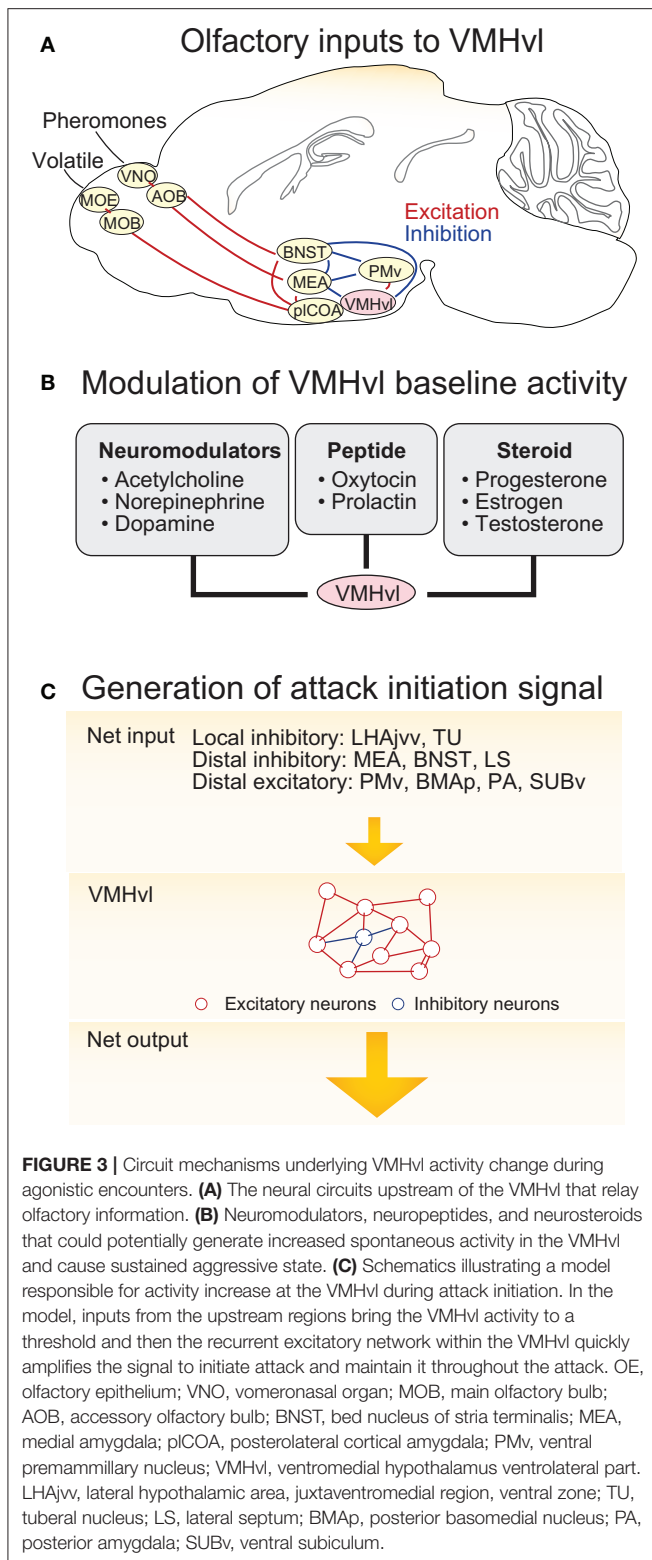 A Olfactory inputs to VMHvl
Pheromones
Volatile
VNO
MOE
AOB
MOB
Excitation
Inhibition
BNST
PMv
MEA
VMHvl
plCOA
B Modulation of VMHvl baseline activity
Neuromodulators
• Acetylcholine
• Norepinephrine
• Dopamine
Peptide
• Oxytocin
• Prolactin
Steroid
• Progesterone
• Estrogen
• Testosterone
VMHvl
C Generation of attack initiation signal
Net input
Local inhibitory: LHAjvv, TU
Distal inhibitory: MEA, BNST, LS
Distal excitatory: PMv, BMAp, PA, SUBv
VMHvl
Excitatory neurons
Inhibitory neurons
Net output
FIGURE 3 | Circuit mechanisms underlying VMHvl activity change during
agonistic encounters. (A) The neural circuits upstream of the VMHvl that relay
olfactory information. (B) Neuromodulators, neuropeptides, and neurosteroids
that could potentially generate increased spontaneous activity in the VMHvl
and cause sustained aggressive state. (C) Schematics illustrating a model
responsible for activity increase at the VMHvl during attack initiation. In the
model, inputs from the upstream regions bring the VMHvl activity to a
threshold and then the recurrent excitatory network within the VMHvl quickly
amplifies the signal to initiate attack and maintain it throughout the attack. OE,
olfactory epithelium; VNO, vomeronasal organ; MOB, main olfactory bulb;
AOB, accessory olfactory bulb; BNST, bed nucleus of stria terminalis; MEA,
medial amygdala; plCOA, posterolateral cortical amygdala; PMv, ventral
premammillary nucleus; VMHvl, ventromedial hypothalamus ventrolateral part.
LHAjvv, lateral hypothalamic area, juxtaventromedial region, ventral zone; TU,
tuberal nucleus; LS, lateral septum; BMAp, posterior basomedial nucleus; PA,
posterior amygdala; SUBv, ventral subiculum.